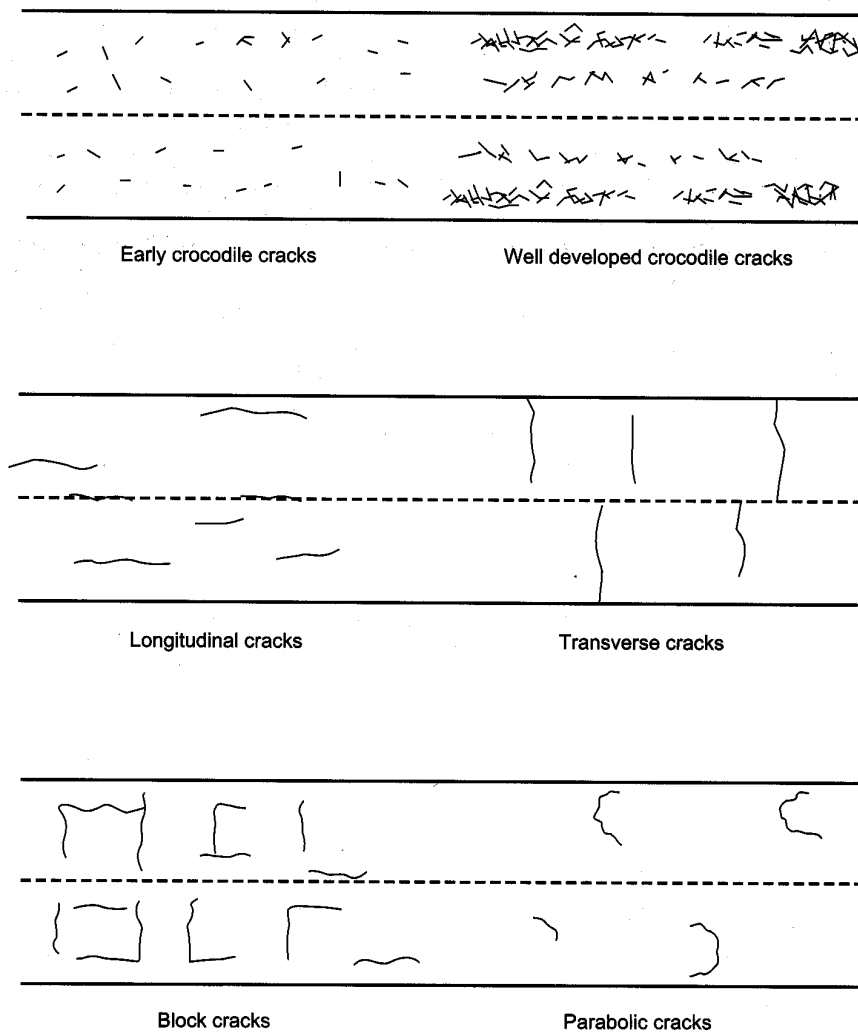 Early crocodile cracks
Well developed crocodile cracks
Longitudinal cracks
Transverse cracks
Block cracks
Parabolic cracks